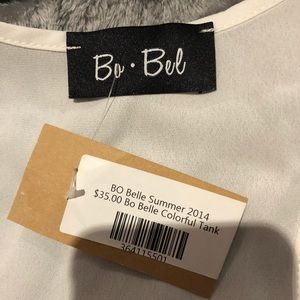 Bo · Bel
BO Belle Summer 2014
$35.00 Bo Belle Colorful Tank
364115501